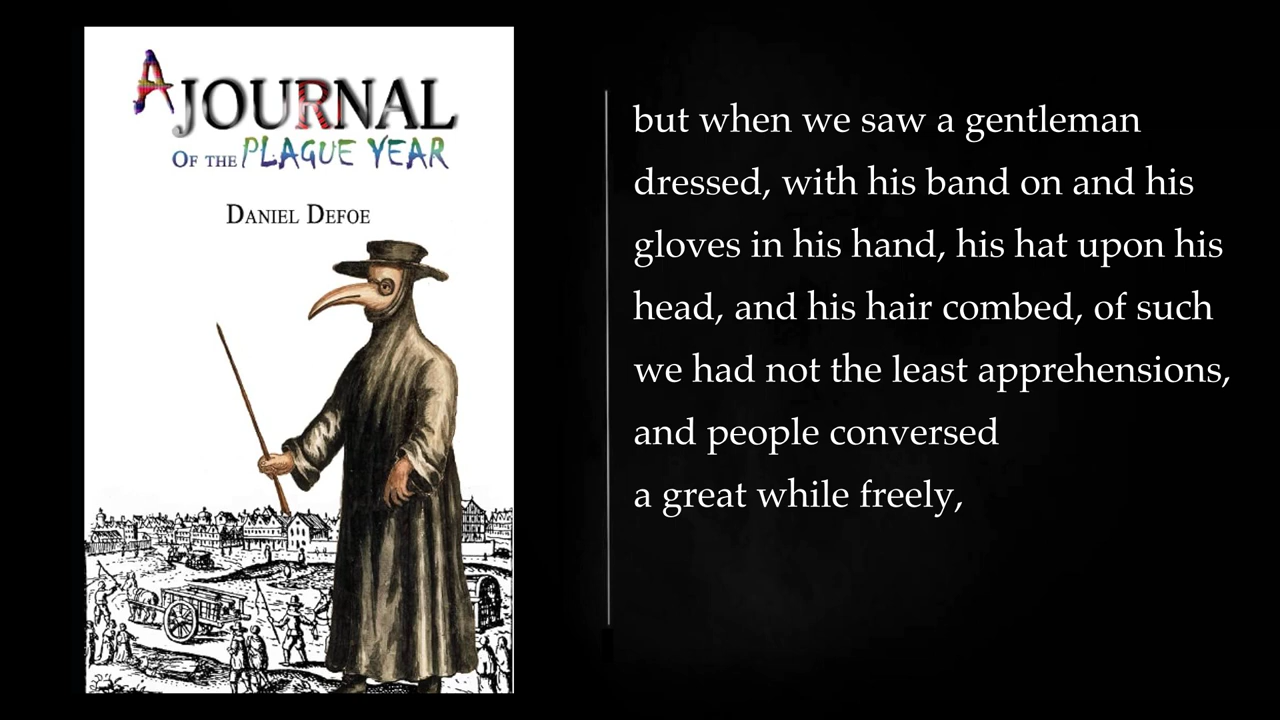 A JOURNAL
OF THE PLAGUE YEAR
DANIEL DEFOE
but when we saw a gentleman
dressed, with his band on and his
gloves in his hand, his hat upon his
head, and his hair combed, of such
we had not the least apprehensions,
and people conversed
a great while freely,